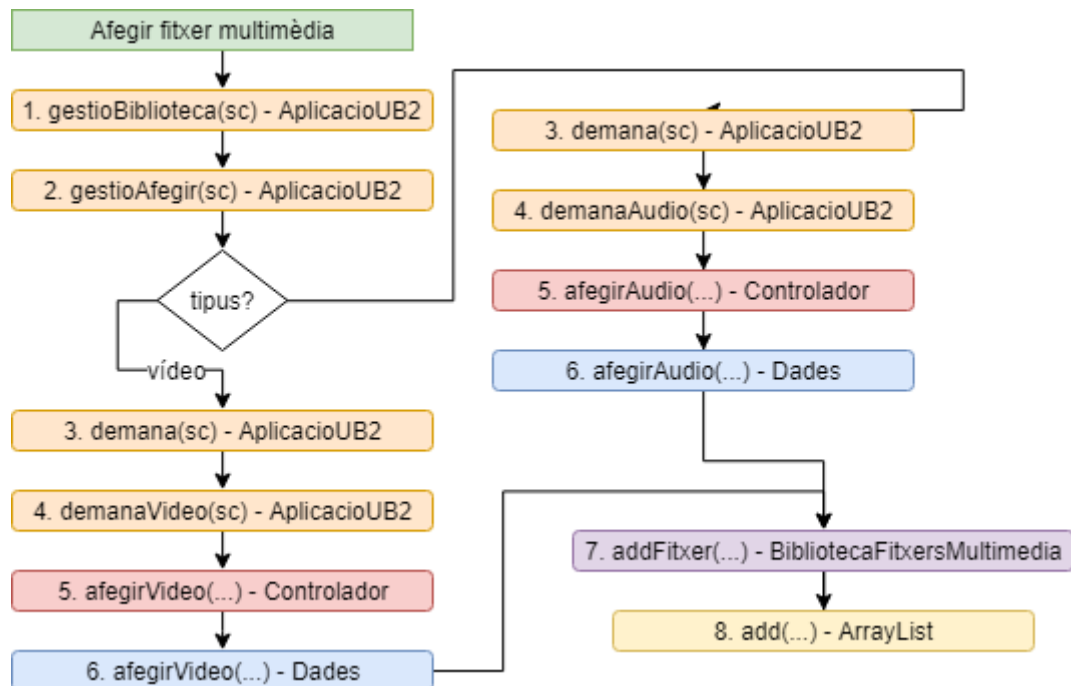 Afegir fitxer multimèdia
1. gestioBiblioteca(sc) - AplicacioUB2
2. gestioAfegir(sc) - AplicacioUB2
tipus?
vídeo
3. demana(sc) - AplicacioUB2
4. demanaVideo(sc) - AplicacioUB2
5. afegirVideo(...) - Controlador
6. afegirVideo(...) - Dades
3. demana(sc) - AplicacioUB2
4. demanaAudio(sc) - AplicacioUB2
5. afegirAudio(...) - Controlador
6. afegirAudio(...) - Dades
7. addFitxer(...) - BibliotecaFitxersMultimedia
8. add(...) - ArrayList